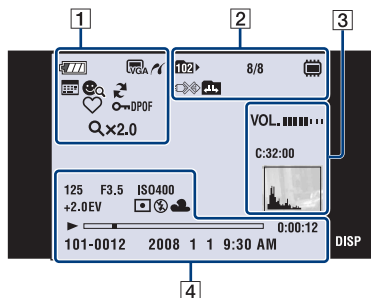 1
2
3
VGA
102 8/8
DPOF
×2.0
VOL.
C:32:00
125 F3.5 ISO400
+2.0EV
0:00:12
101-0012 2008 1 1 9:30 AM
DISP
4